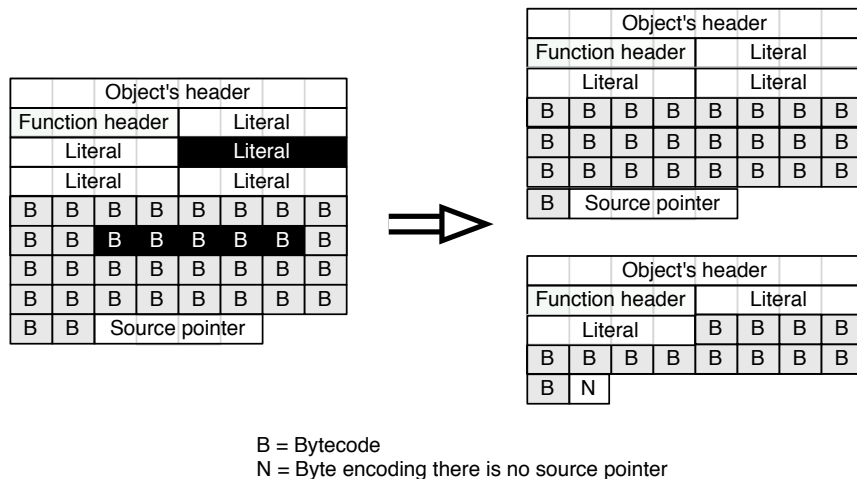 Object's header
Function header Literal
Literal Literal
Literal Literal
B B B B B B B B
B B B B B B B B
B B B B B B B B
B B B B B B B B
B B Source pointer
Object's header
Function header Literal
Literal Literal
B B B B B B B B
B B B B B B B B
B B B B B B B B
B Source pointer
Object's header
Function header Literal
Literal B B B B
B B B B B B B B
B N
B = Bytecode
N = Byte encoding there is no source pointer